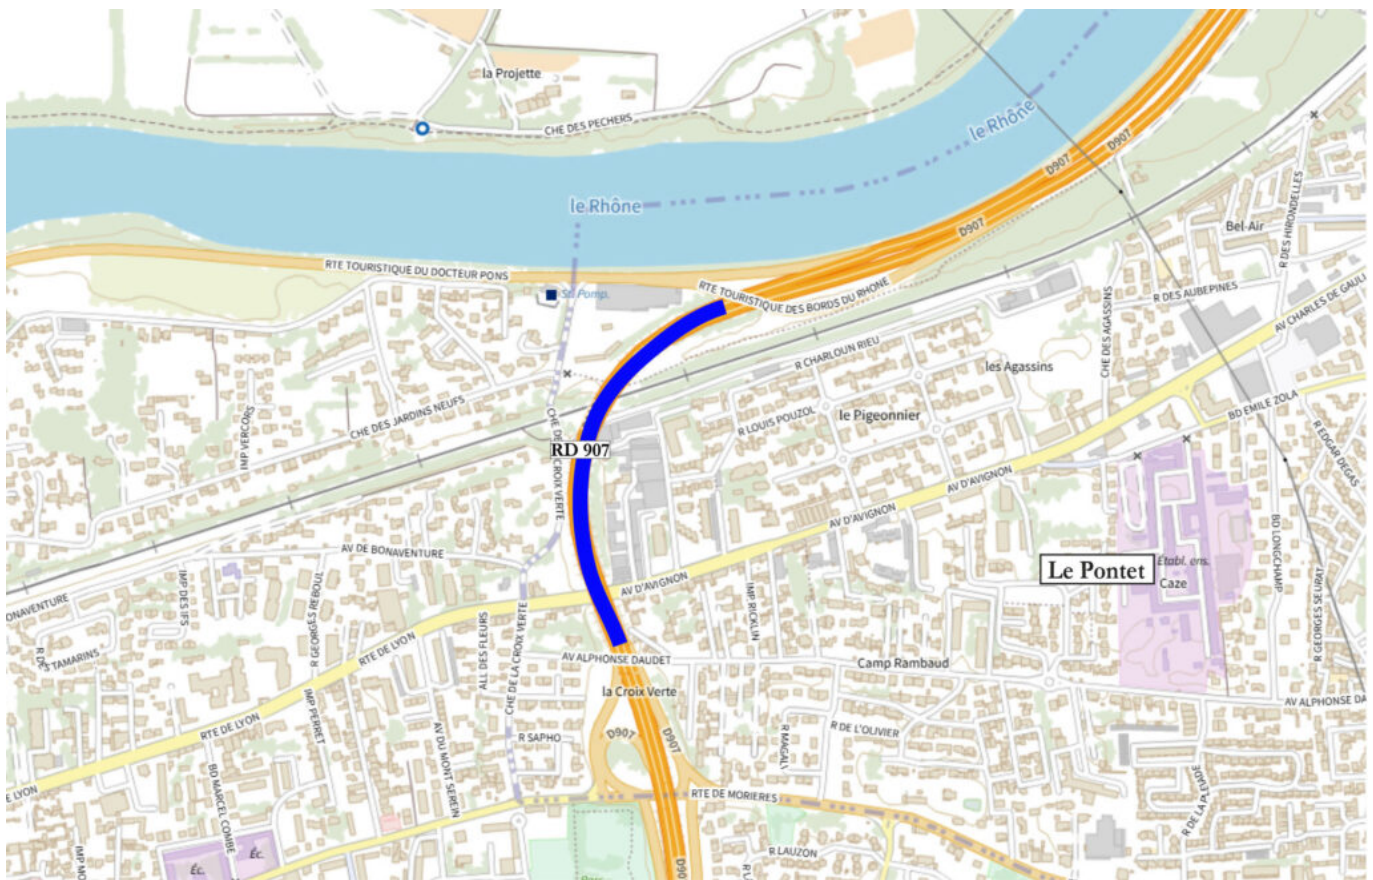 la Projette
CHE DES PECHERS
le Rhône
D907
D907
le Rhône
D907
Bel Air
R DES HIRONDELLES
RTE TOURISTIQUE DU DOCTEUR PONS
Pomp.
RTE TOURISTIQUE DES BORDS DU RHONE
R DES AUBEPINES
AV CHARLES DE GAULL
CHE DES AGASSINS
R CHARLOUN RIEU
les Agassins
IMP VERCORS
CHE DES JARDINS NEUFS
R LOUIS POUZOL
le Pigeonnier
BD EMILE ZOLA
R EDGAR DEGAS
RD 907
CHE DE
CROIX VERTE
AV D'AVIGNON
AV D'AVIGNON
AV DE BONAVENTURE
AV D'AVIGNON
Le Pontet
Établ. ens.
Caze
BD LONGCHAMP
BONAVENTURE
IMP DES IFS
R GEORGES REBOUL
IMP RICKLIN
R GEORGES SEURAT
R D
S TAMARINS
RTE DE LYON
ALL DES FLEURS
CHE DE LA CROIX VERTE
AV ALPHONSE DAUDET
Camp Rambaud
la Croix Verte
AV ALPHONSE DA
IMP PERRET
RTE DE LYON
AV DU MONT SEREIN
R SAPHO
D907
D907
R MAGALI
R DE L'OLIVIER
E LYON
BD MARCEL COMBE
RTE DE MORIERES
R DE LA PLEIADE
IMP MO
Éc.
Éc.
R LAUZON
D90